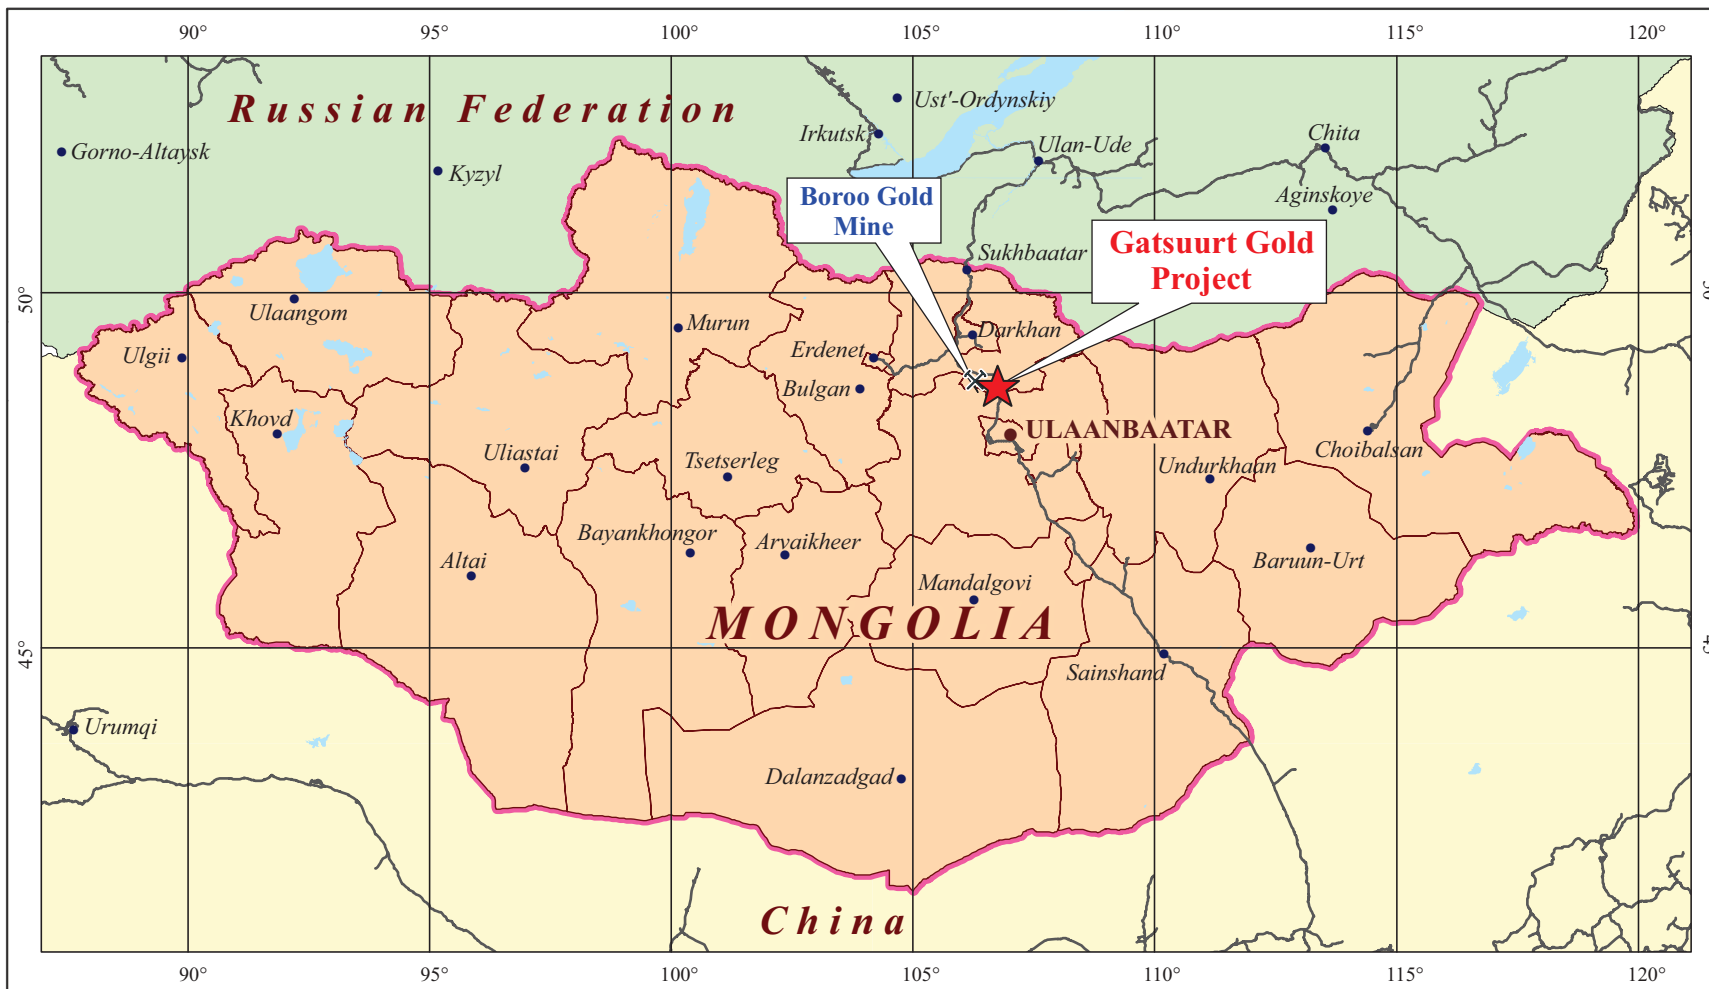 90° 95° 100° 105° 110° 115° 120°
Russian Federation
Ust'-Ordynskiy
Irkutsk
Ulan-Ude
Chita
Gorno-Altaysk
Kyzyl
Aginskoye
Boroo Gold
Mine
Gatsuurt Gold
Project
Sukhbaatar
50°
Ulaangom
Murun
Darkhan
Ulgii
Erdenet
Bulgan
Khovd
ULAANBAATAR
Uliastai
Tsetserleg
Undurkhaan
Choibalsan
Bayankhongor
Arvaikheer
Altai
Baruun-Urt
Mandalgovi
MONGOLIA
45°
Sainshand
Urumqi
Dalanzadgad
China
90° 95° 100° 105° 110° 115° 120°